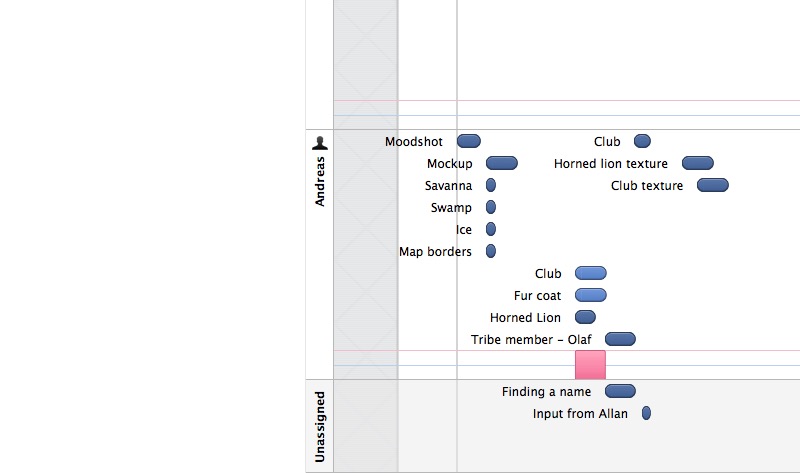 Andreas
Moodshot
Club
Mockup
Horned lion texture
Savanna
Club texture
Swamp
Ice
Map borders
Club
Fur coat
Horned Lion
Tribe member – Olaf
Unassigned
Finding a name
Input from Allan